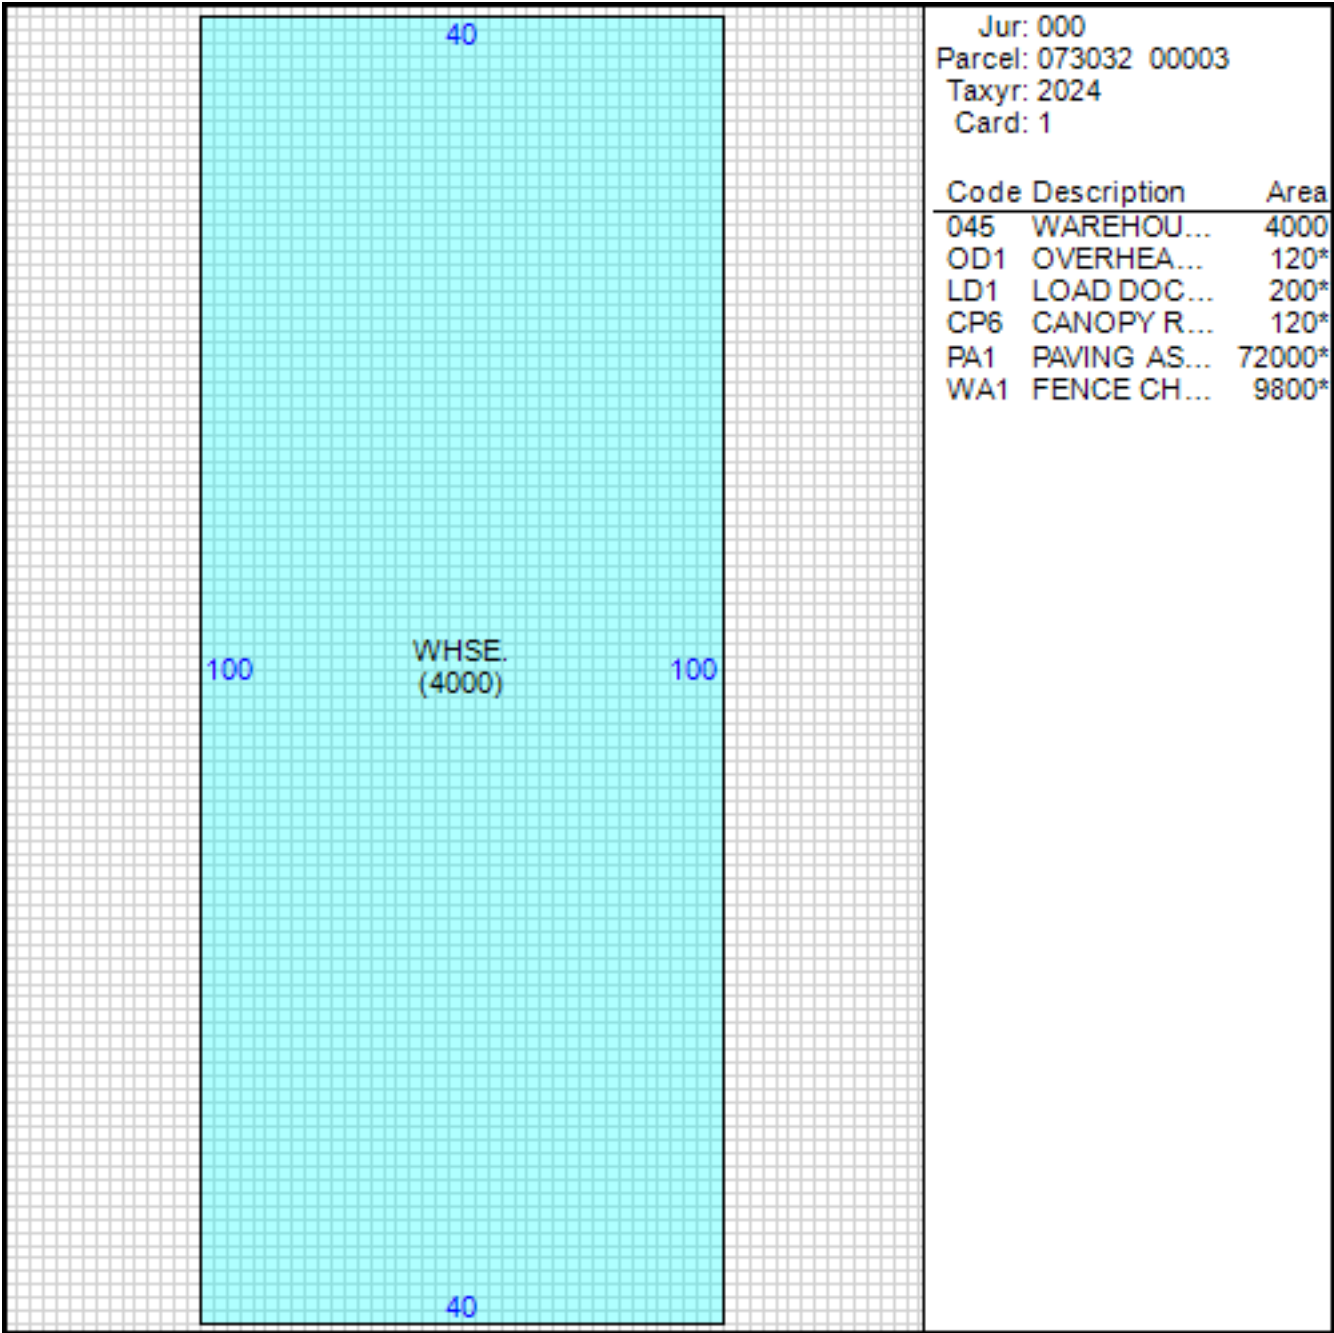 40
100
WHSE.
(4000)
100
40
Jur: 000
Parcel: 073032 00003
Taxyr: 2024
Card: 1
Code Description Area
045 WAREHOU... 4000
OD1 OVERHEA... 120*
LD1 LOAD DOC... 200*
CP6 CANOPY R... 120*
PA1 PAVING AS... 72000*
WA1 FENCE CH... 9800*